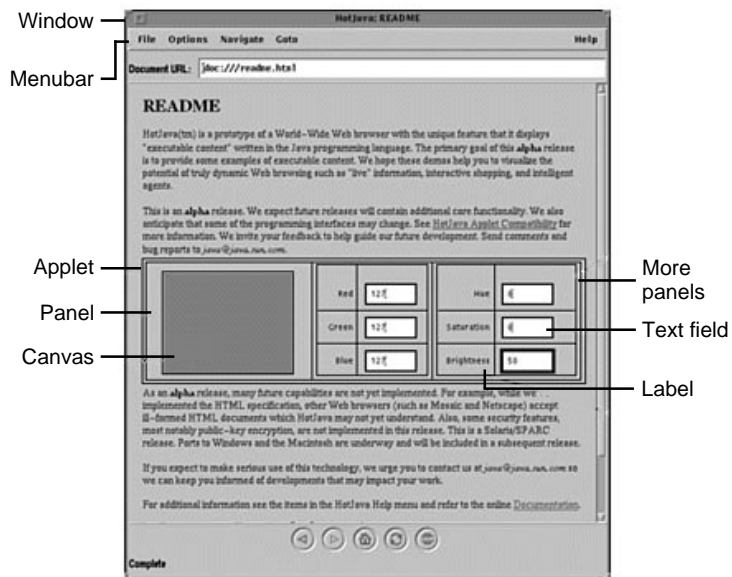 Window
HotJava: README
File Options Navigate Goto Help
Menubar
Document URL: doc:///readme.html
README
HotJava(tm) is a prototype of a World-Wide Web browser with the unique feature that it displays
"executable content" written in the Java programming language. The primary goal of this alpha release
is to provide some examples of executable content. We hope these demos help you to visualize the
potential of truly dynamic Web browsing such as "live" information, interactive shopping, and intelligent
agents.
This is an alpha release. We expect future releases will contain additional core functionality. We also
anticipate that some of the programming interfaces may change. See HotJava Applet Compatibility for
more information. We invite your feedback to help guide our future development. Send comments and
bug reports to java@java.sun.com.
Applet
More
panels
Panel
Red 127
Hue
Green 127
Saturation
Text field
Canvas
Blue 127
Brightness 50
Label
As an alpha release, many future capabilities are not yet implemented. For example, while we
implemented the HTML specification, other Web browsers (such as Mosaic and Netscape) accept
ill-formed HTML documents which HotJava may not yet understand. Also, some security features,
most notably public-key encryption, are not implemented in this release. This is a Solaris/SPARC
release. Ports to Windows and the Macintosh are underway and will be included in a subsequent release.
If you expect to make serious use of this technology, we urge you to contact us at java@java.sun.com so
we can keep you informed of developments that may impact your work.
For additional information see the items in the HotJava Help menu and refer to the online Documentation.
Complete